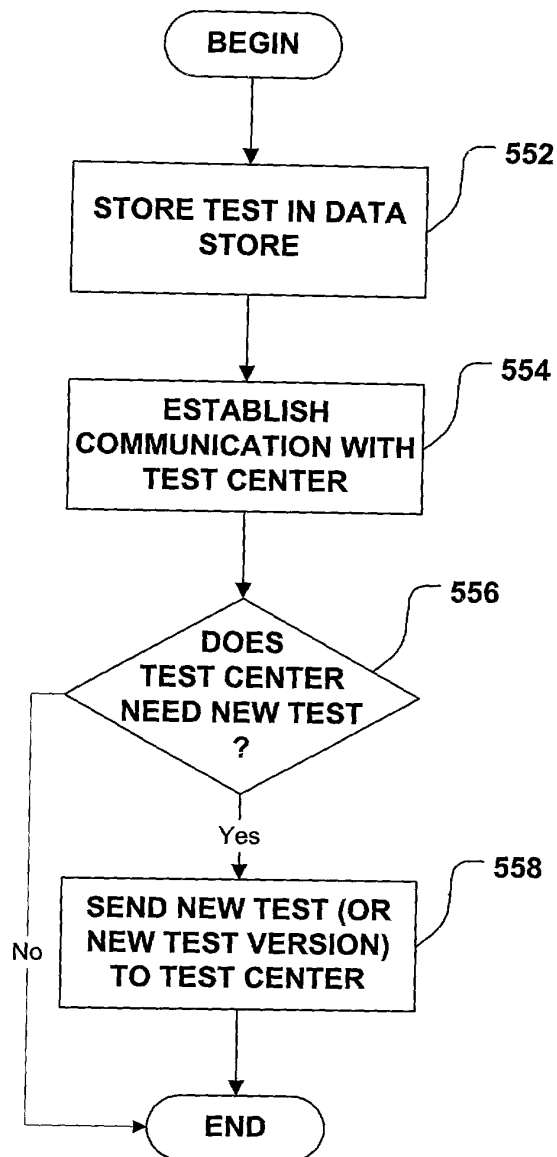 BEGIN
552
STORE TEST IN DATA
STORE
554
ESTABLISH
COMMUNICATION WITH
TEST CENTER
556
DOES
TEST CENTER
NEED NEW TEST
?
Yes
558
SEND NEW TEST (OR
NEW TEST VERSION)
TO TEST CENTER
No
END